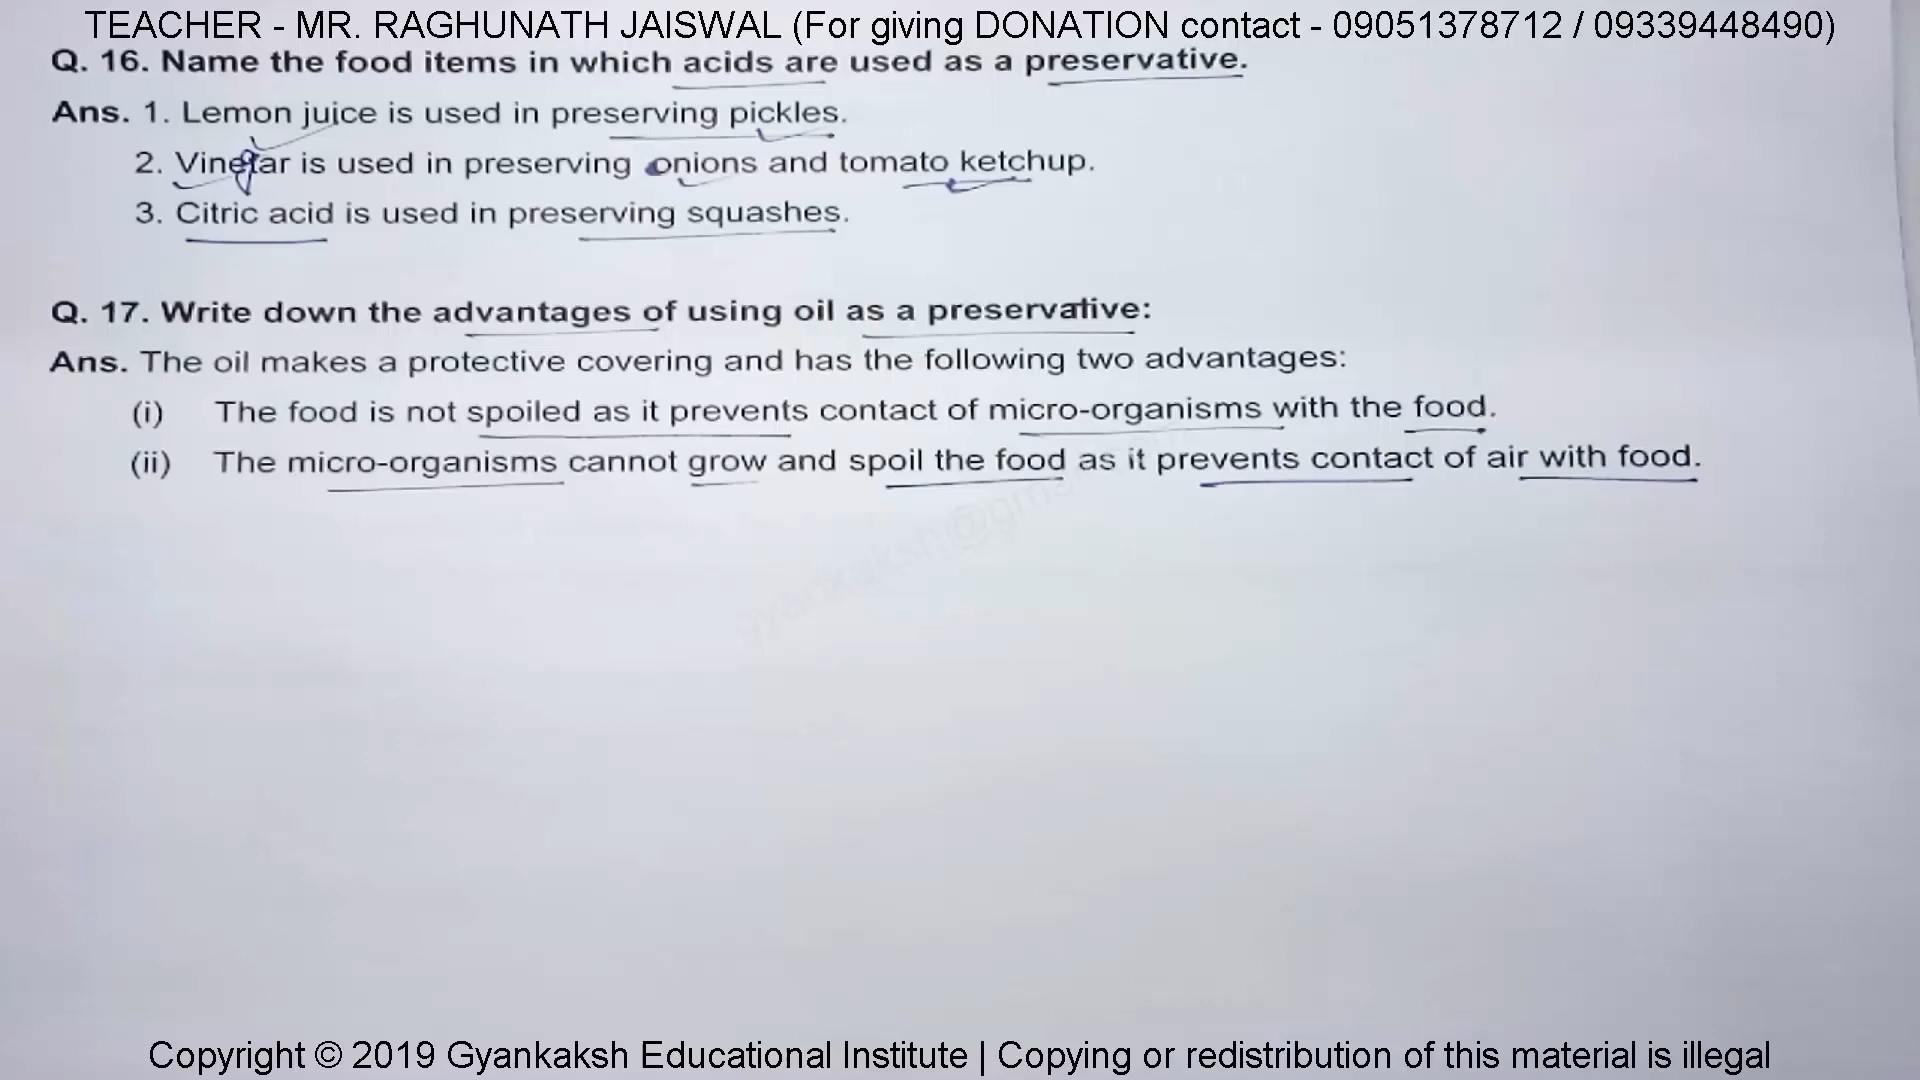 TEACHER - MR. RAGHUNATH JAISWAL (For giving DONATION contact - 09051378712 / 09339448490)
Q. 16. Name the food items in which acids are used as a preservative.
Ans. 1. Lemon juice is used in preserving pickles.
2. Vinegar is used in preserving onions and tomato ketchup.
3. Citric acid is used in preserving squashes.
Q. 17. Write down the advantages of using oil as a preservative:
Ans. The oil makes a protective covering and has the following two advantages:
(i) The food is not spoiled as it prevents contact of micro-organisms with the food.
(ii) The micro-organisms cannot grow and spoil the food as it prevents contact of air with food.
Copyright © 2019 Gyankaksh Educational Institute | Copying or redistribution of this material is illegal